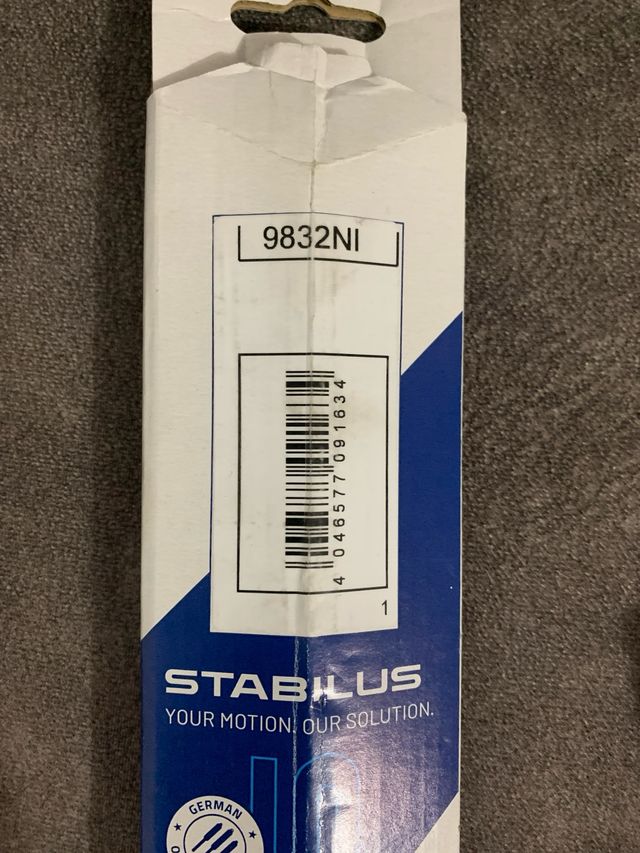 9832NI
4 046577 091634
1
STABILUS
YOUR MOTION. OUR SOLUTION.
GERMAN